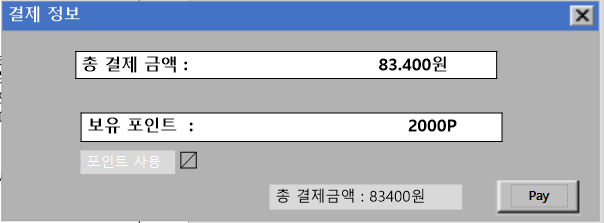 결제 정보
총 결제 금액 : 83.400원
보유 포인트 : 2000P
포인트 사용
총 결제금액 : 83400원
Pay